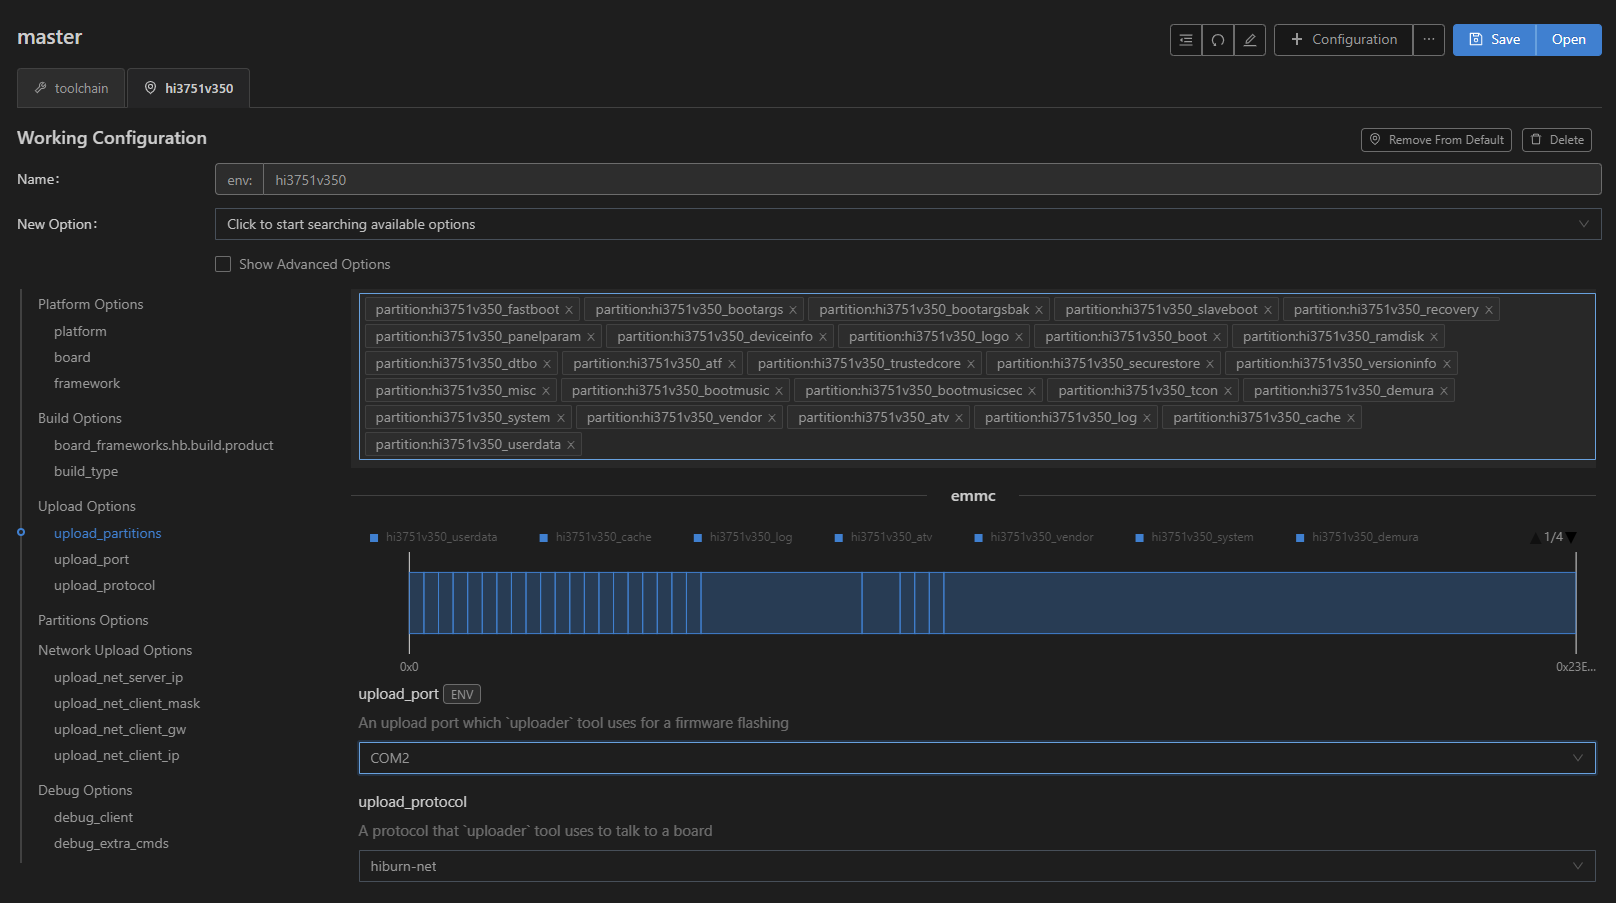 master
+ Configuration ··· Save Open
toolchain hi3751v350
Working Configuration
Remove From Default Delete
Name:
env: hi3751v350
New Option:
Click to start searching available options
Show Advanced Options
Platform Options
platform
board
framework
Build Options
board_frameworks.hb.build.product
build_type
Upload Options
upload_partitions
upload_port
upload_protocol
Partitions Options
Network Upload Options
upload_net_server_ip
upload_net_client_mask
upload_net_client_gw
upload_net_client_ip
Debug Options
debug_client
debug_extra_cmds
partition:hi3751v350_fastboot × partition:hi3751v350_bootargs × partition:hi3751v350_bootargsbak × partition:hi3751v350_slaveboot × partition:hi3751v350_recovery ×
partition:hi3751v350_panelparam × partition:hi3751v350_deviceinfo × partition:hi3751v350_logo × partition:hi3751v350_boot × partition:hi3751v350_ramdisk ×
partition:hi3751v350_dtbo × partition:hi3751v350_atf × partition:hi3751v350_trustedcore × partition:hi3751v350_securestore × partition:hi3751v350_versioninfo ×
partition:hi3751v350_misc × partition:hi3751v350_bootmusic × partition:hi3751v350_bootmusicsec × partition:hi3751v350_tcon × partition:hi3751v350_demura ×
partition:hi3751v350_system × partition:hi3751v350_vendor × partition:hi3751v350_atv × partition:hi3751v350_log × partition:hi3751v350_cache ×
partition:hi3751v350_userdata ×
emmc
hi3751v350_userdata hi3751v350_cache hi3751v350_log hi3751v350_atv hi3751v350_vendor hi3751v350_system hi3751v350_demura ▲1/4▼
0x0 0x23E...
upload_port ENV
An upload port which `uploader` tool uses for a firmware flashing
COM2
upload_protocol
A protocol that `uploader` tool uses to talk to a board
hiburn-net